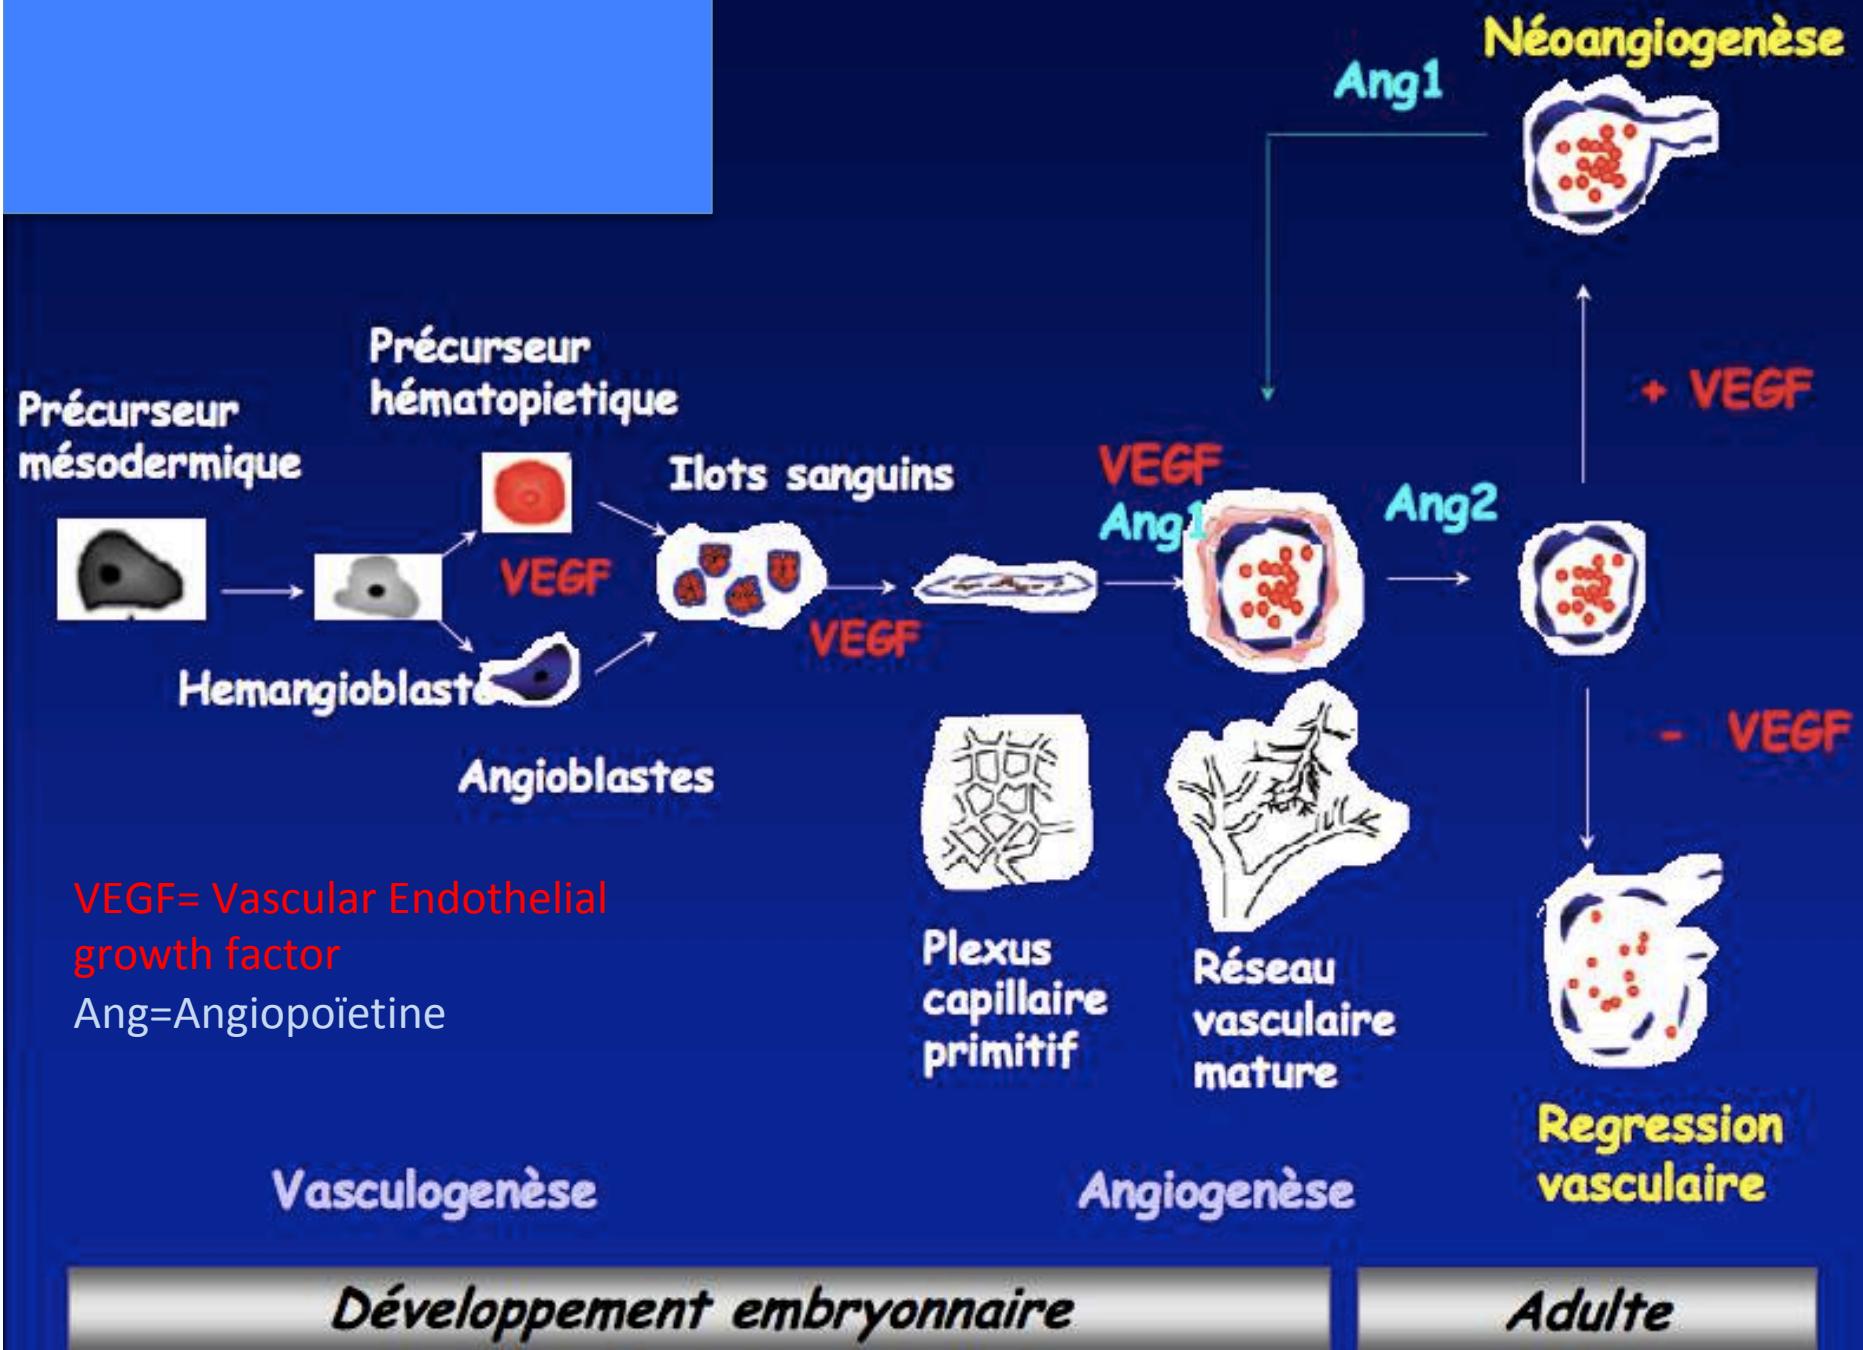 Néoangiogenèse
Ang1
+ VEGF
Précurseur
hématopietique
Précurseur
mésodermique
Ilots sanguins
VEGF
Ang1
Ang2
VEGF
VEGF
Hemangioblaste
Angioblastes
- VEGF
VEGF= Vascular Endothelial
growth factor
Ang=Angiopoïetine
Plexus
capillaire
primitif
Réseau
vasculaire
mature
Regression
vasculaire
Vasculogenèse
Angiogenèse
Développement embryonnaire
Adulte